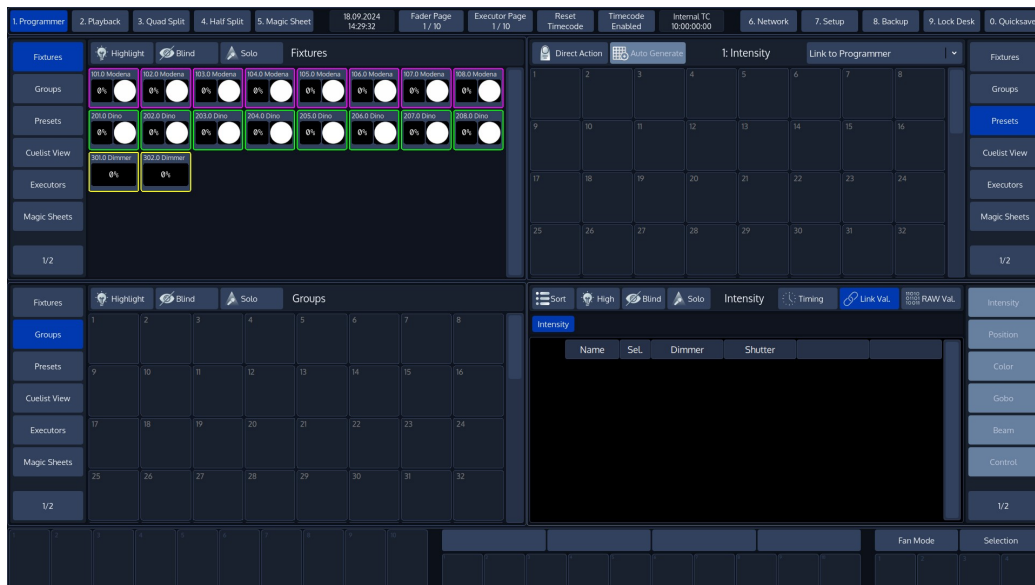 1. Programmer
2. Playback
3. Quad Split
4. Half Split
5. Magic Sheet
18.09.2024
14:29:32
Fader Page
1 / 10
Executor Page
1 / 10
Reset
Timecode
Timecode
Enabled
Internal TC
10:00:00:00
6. Network
7. Setup
8. Backup
9. Lock Desk
0. Quicksave
Fixtures
Groups
Presets
Cuelist View
Executors
Magic Sheets
1/2
Highlight
Blind
Solo
Fixtures
101.0 Modena
102.0 Modena
103.0 Modena
104.0 Modena
105.0 Modena
106.0 Modena
107.0 Modena
108.0 Modena
0%
0%
0%
0%
0%
0%
0%
0%
201.0 Dino
202.0 Dino
203.0 Dino
204.0 Dino
205.0 Dino
206.0 Dino
207.0 Dino
208.0 Dino
0%
0%
0%
0%
0%
0%
0%
0%
301.0 Dimmer
302.0 Dimmer
0%
0%
Direct Action
Auto Generate
1: Intensity
Link to Programmer
1 2 3 4 5 6 7 8
9 10 11 12 13 14 15 16
17 18 19 20 21 22 23 24
25 26 27 28 29 30 31 32
Fixtures
Groups
Presets
Cuelist View
Executors
Magic Sheets
1/2
Fixtures
Groups
Presets
Cuelist View
Executors
Magic Sheets
1/2
Highlight
Blind
Solo
Groups
1 2 3 4 5 6 7 8
9 10 11 12 13 14 15 16
17 18 19 20 21 22 23 24
25 26 27 28 29 30 31 32
Sort
High
Blind
Solo
Intensity
Timing
Link Val.
RAW Val.
Intensity
Name
Sel.
Dimmer
Shutter
Intensity
Position
Color
Gobo
Beam
Control
1/2
1 2 3 4 5 6 7 8 9 10
Fan Mode
Selection